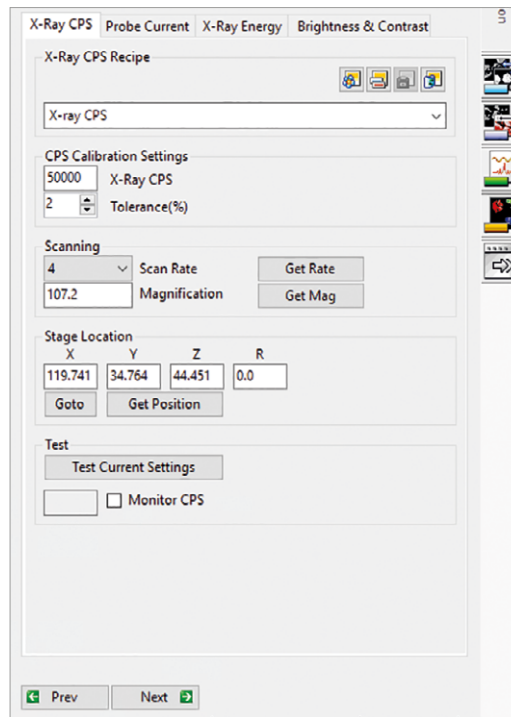 X-Ray CPS Probe Current X-Ray Energy Brightness & Contrast
on
X-Ray CPS Recipe
X-ray CPS
CPS Calibration Settings
50000 X-Ray CPS
2 Tolerance(%)
Scanning
4 Scan Rate Get Rate
107.2 Magnification Get Mag
Stage Location
X Y Z R
119.741 34.764 44.451 0.0
Goto Get Position
Test
Test Current Settings
Monitor CPS
Prev Next